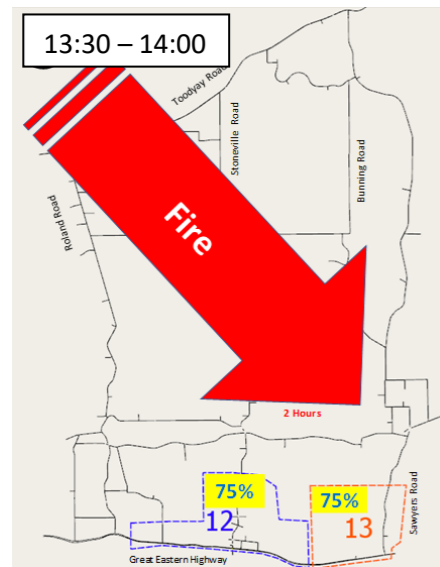 13:30 – 14:00
Toodyay Road
Stoneville Road
Bunning Road
Roland Road
Fire
2 Hours
75%
12
75%
13
Sawyers Road
Great Eastern Highway